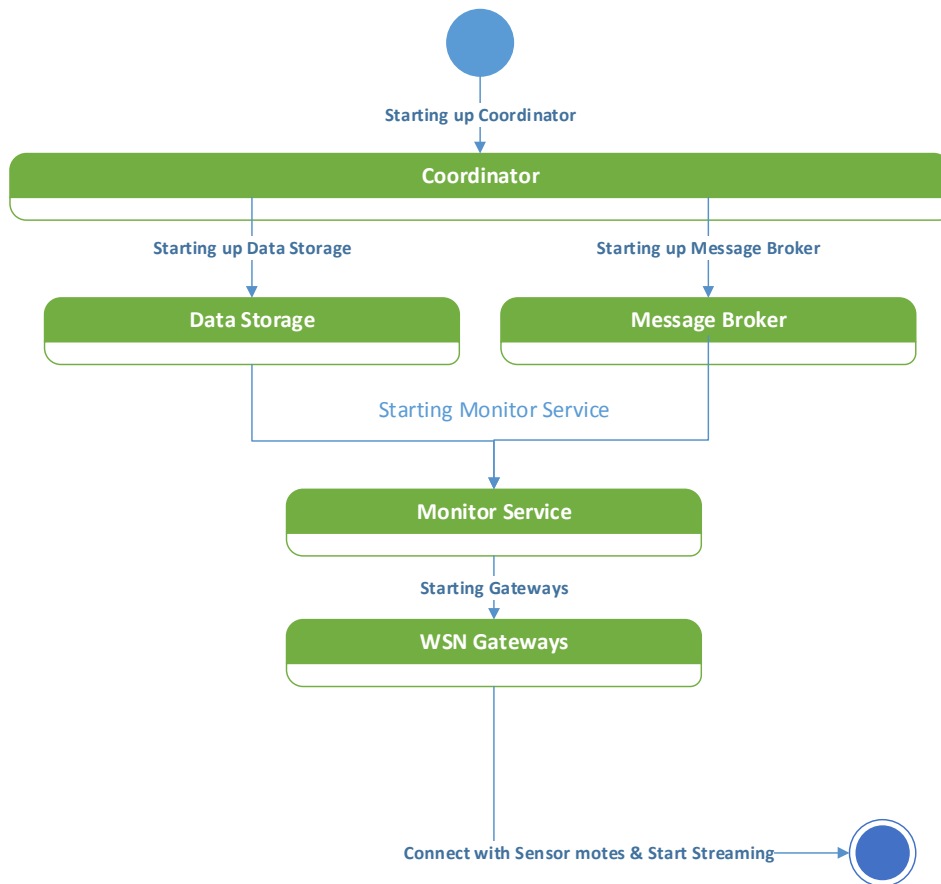 Starting up Coordinator
Coordinator
Starting up Data Storage
Starting up Message Broker
Data Storage
Message Broker
Starting Monitor Service
Monitor Service
Starting Gateways
WSN Gateways
Connect with Sensor motes & Start Streaming